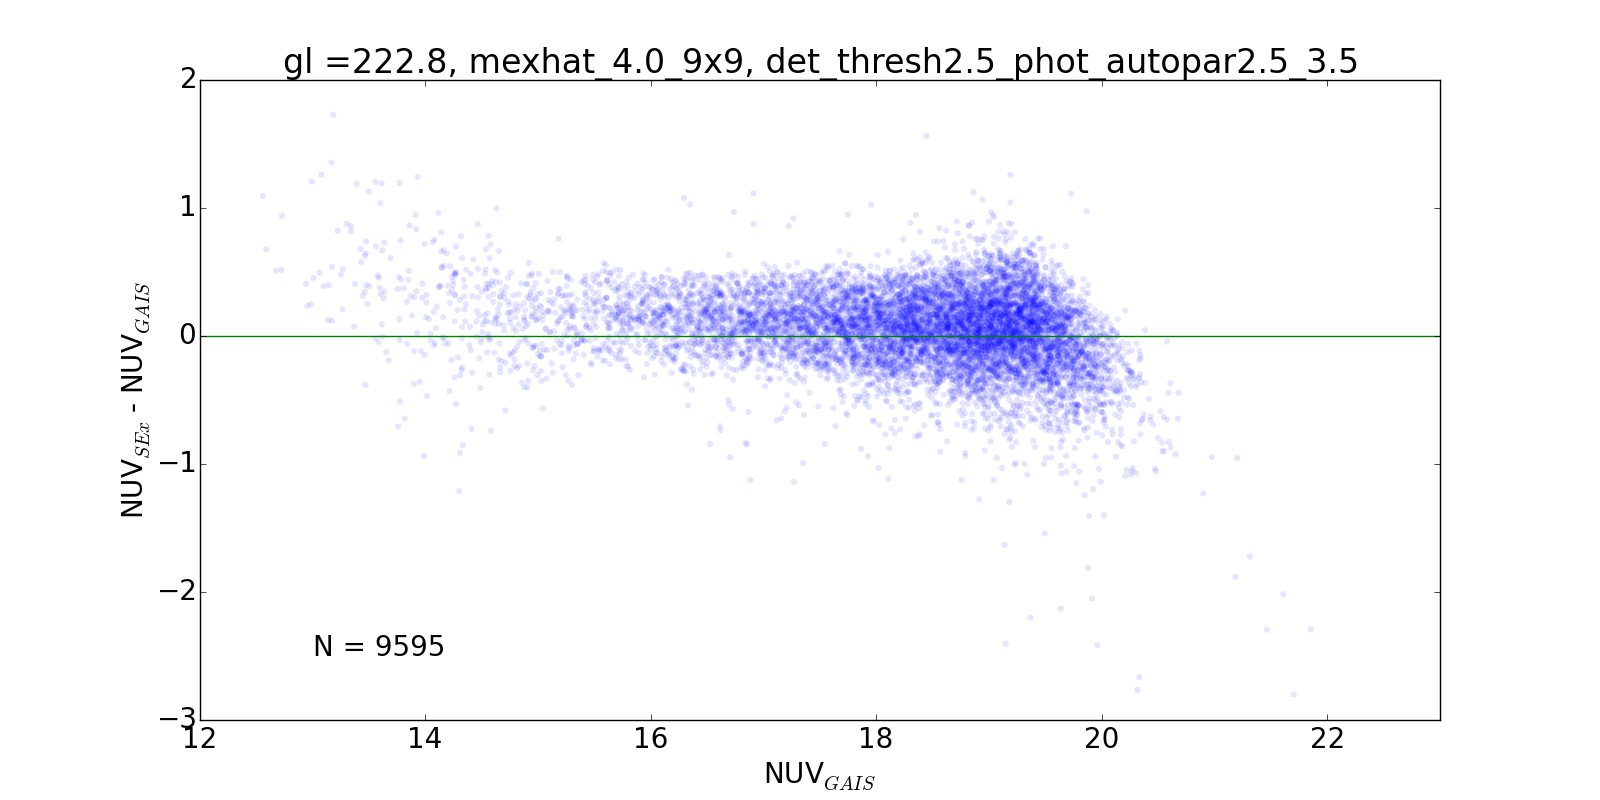 gl =222.8, mexhat_4.0_9x9, det_thresh2.5_phot_autopar2.5_3.5
2
1
0
−1
−2
−3
NUV_SEx - NUV_GAIS
N = 9595
12 14 16 18 20 22
NUV_GAIS